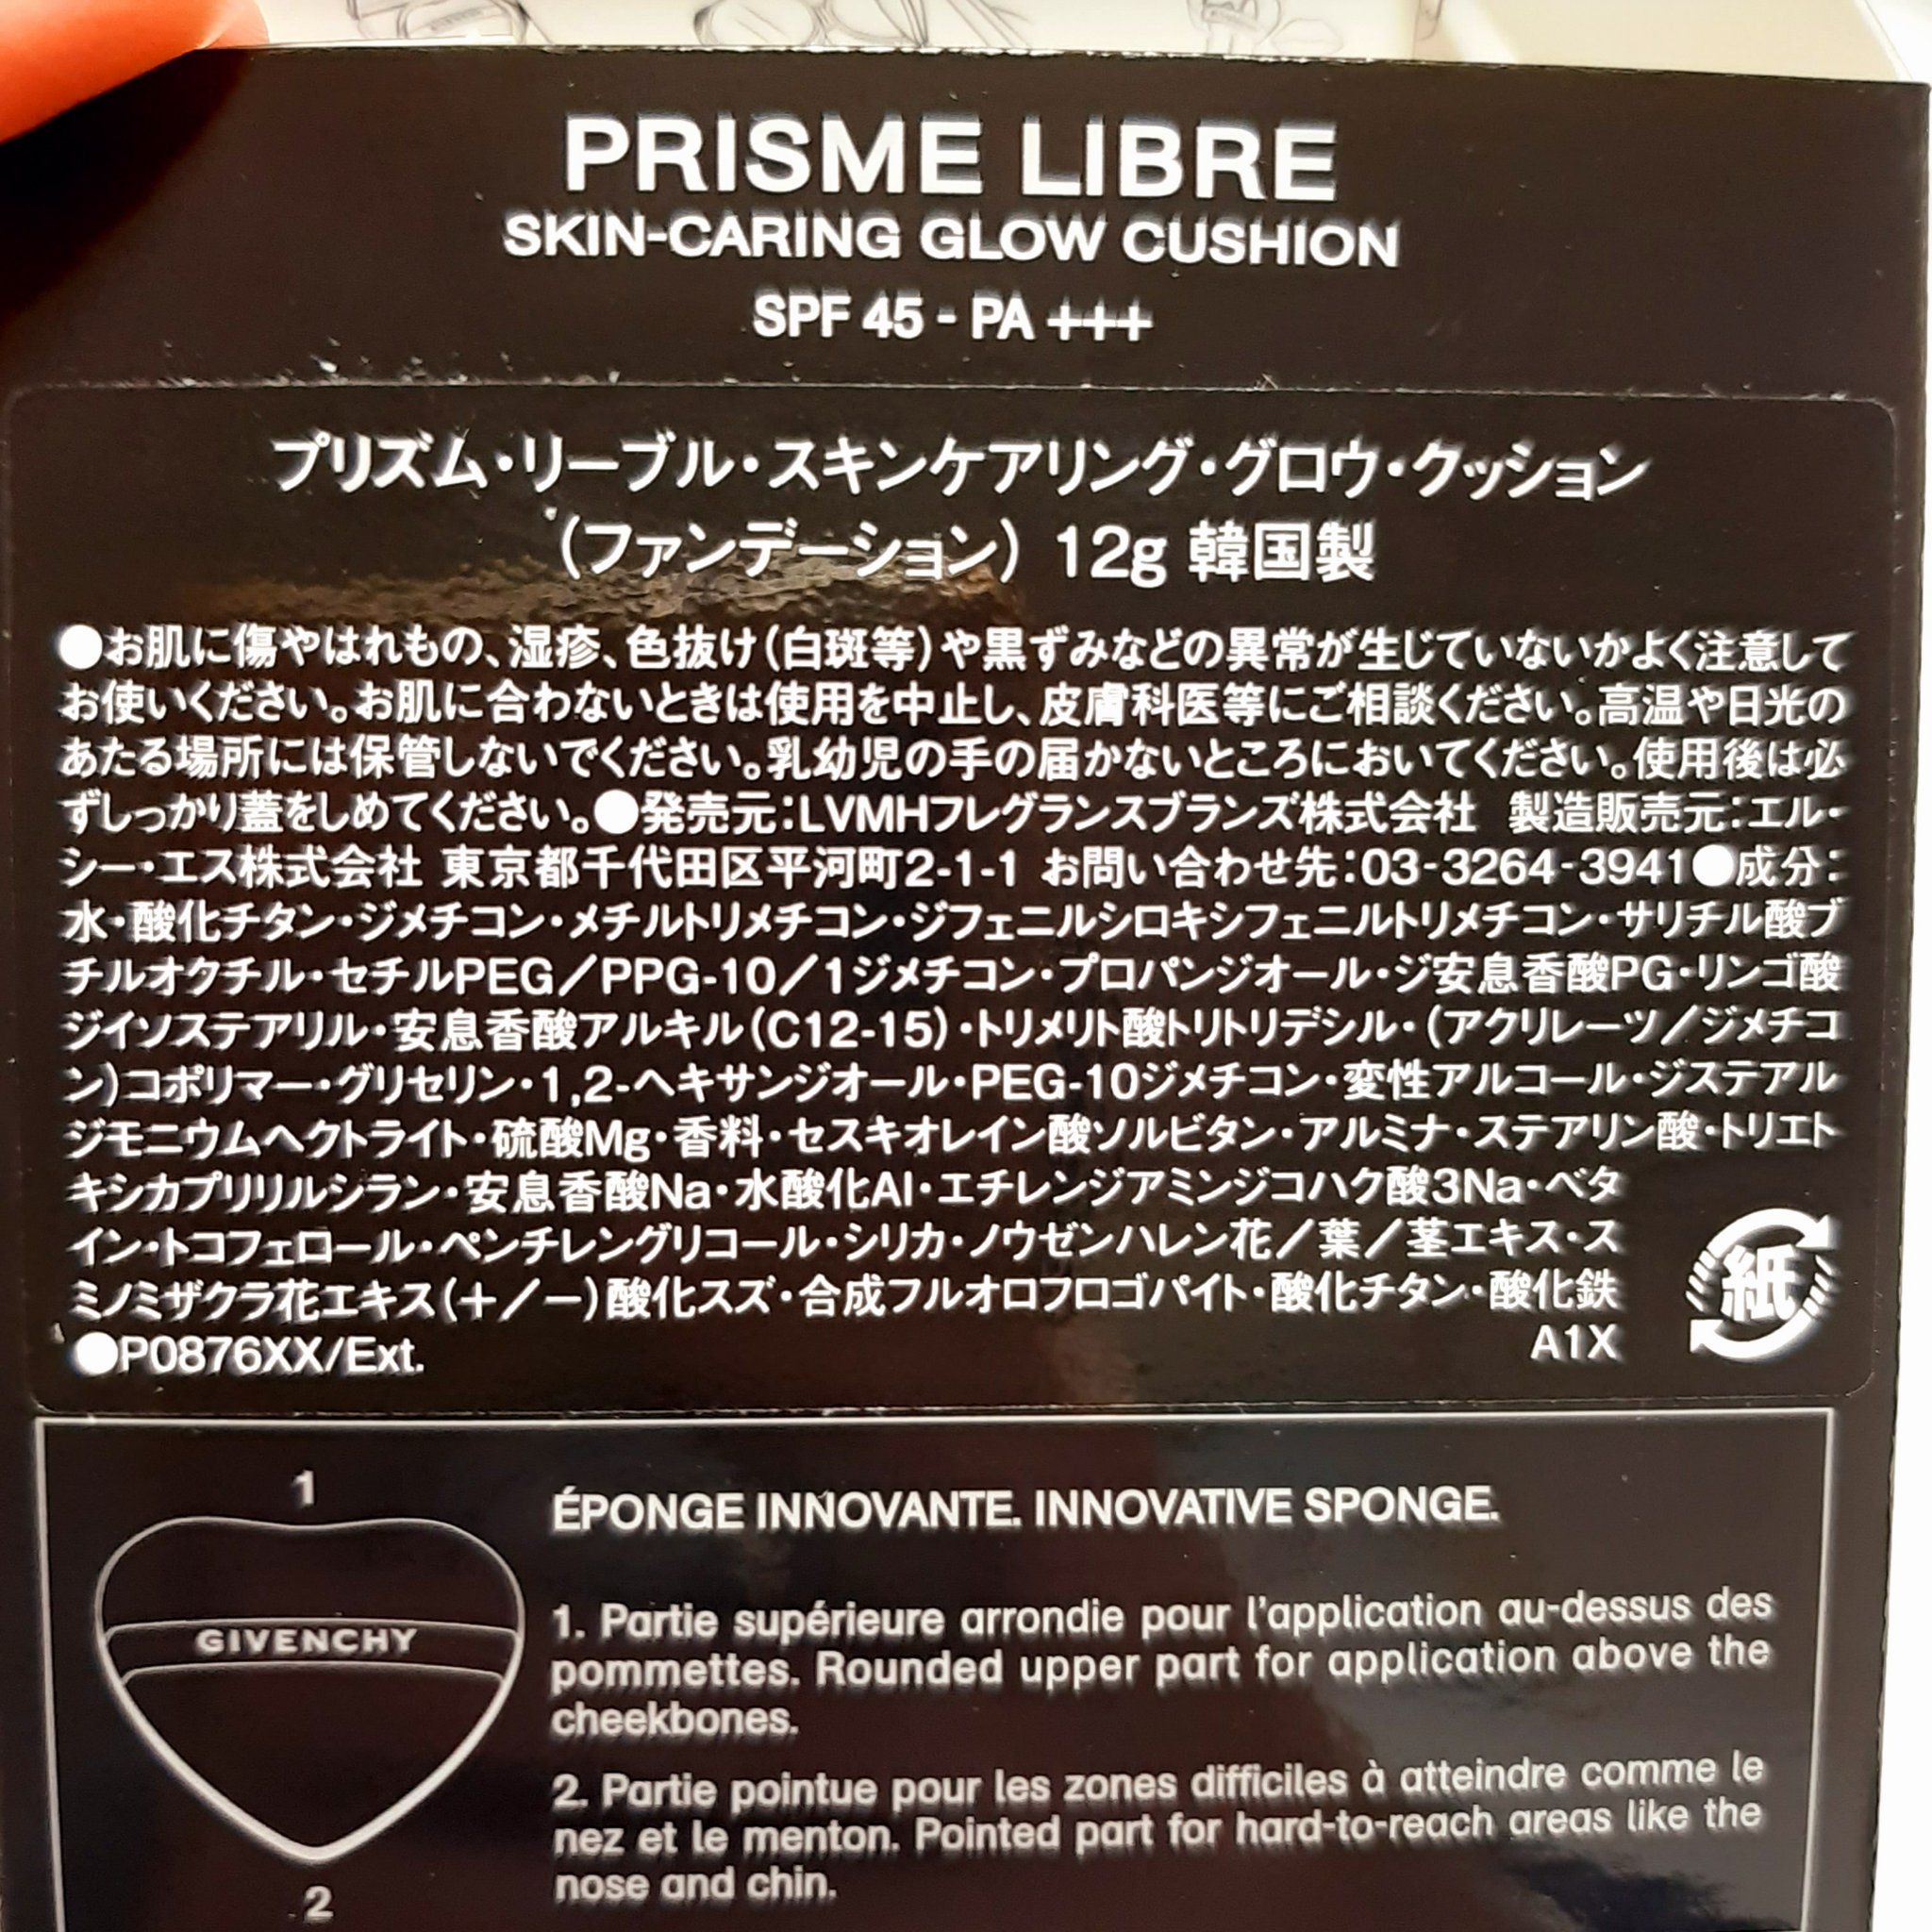 PRISME LIBRE
SKIN-CARING GLOW CUSHION
SPF 45 - PA +++
プリズム・リーブル・スキンケアリング・グロウ・クッション
（ファンデーション） 12g 韓国製
●お肌に傷やはれもの、湿疹、色抜け（白斑等）や黒ずみなどの異常が生じていないかよく注意して
お使いください。お肌に合わないときは使用を中止し、皮膚科医等にご相談ください。高温や日光の
あたる場所には保管しないでください。乳幼児の手の届かないところにおいてください。使用後は必
ずしっかり蓋をしめてください。●発売元：LVMHフレグランスブランズ株式会社 製造販売元：エル・
シー・エス株式会社 東京都千代田区平河町2-1-1 お問い合わせ先：03-3264-3941●成分：
水・酸化チタン・ジメチコン・メチルトリメチコン・ジフェニルシロキシフェニルトリメチコン・サリチル酸ブ
チルオクチル・セチルPEG／PPG-10／1ジメチコン・プロパンジオール・ジ安息香酸PG・リンゴ酸
ジイソステアリル・安息香酸アルキル（C12-15）・トリメリト酸トリトリデシル・（アクリレーツ／ジメチコ
ン）コポリマー・グリセリン・1,2-ヘキサンジオール・PEG-10ジメチコン・変性アルコール・ジステアル
ジモニウムヘクトライト・硫酸Mg・香料・セスキオレイン酸ソルビタン・アルミナ・ステアリン酸・トリエト
キシカプリリルシラン・安息香酸Na・水酸化Al・エチレンジアミンジコハク酸3Na・ベタ
イン・トコフェロール・ペンチレングリコール・シリカ・ノウゼンハレン花／葉／茎エキス・ス
ミノミザクラ花エキス（＋／－）酸化スズ・合成フルオロフロゴパイト・酸化チタン・酸化鉄
●P0876XX/Ext. A1X
紙
1
GIVENCHY
2
ÉPONGE INNOVANTE. INNOVATIVE SPONGE.
1. Partie supérieure arrondie pour l'application au-dessus des
pommettes. Rounded upper part for application above the
cheekbones.
2. Partie pointue pour les zones difficiles à atteindre comme le
nez et le menton. Pointed part for hard-to-reach areas like the
nose and chin.